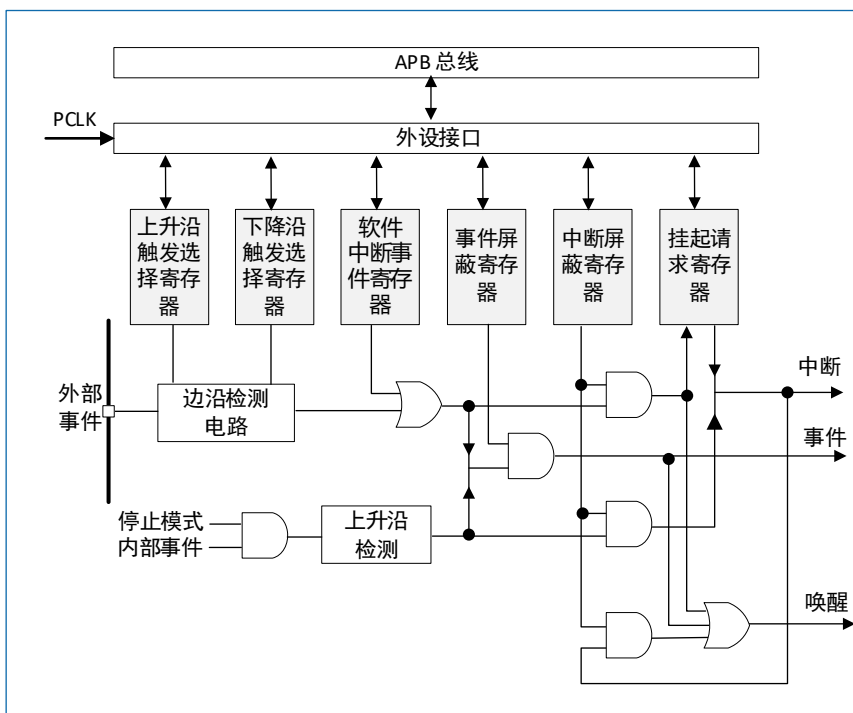 APB 总线
PCLK
外设接口
上升沿
触发选
择寄存
器
下降沿
触发选
择寄存
器
软件
中断事
件寄存
器
事件屏
蔽寄存
器
中断屏
蔽寄存
器
挂起请
求寄存
器
中断
外部
事件
边沿检测
电路
事件
停止模式
内部事件
上升沿
检测
唤醒